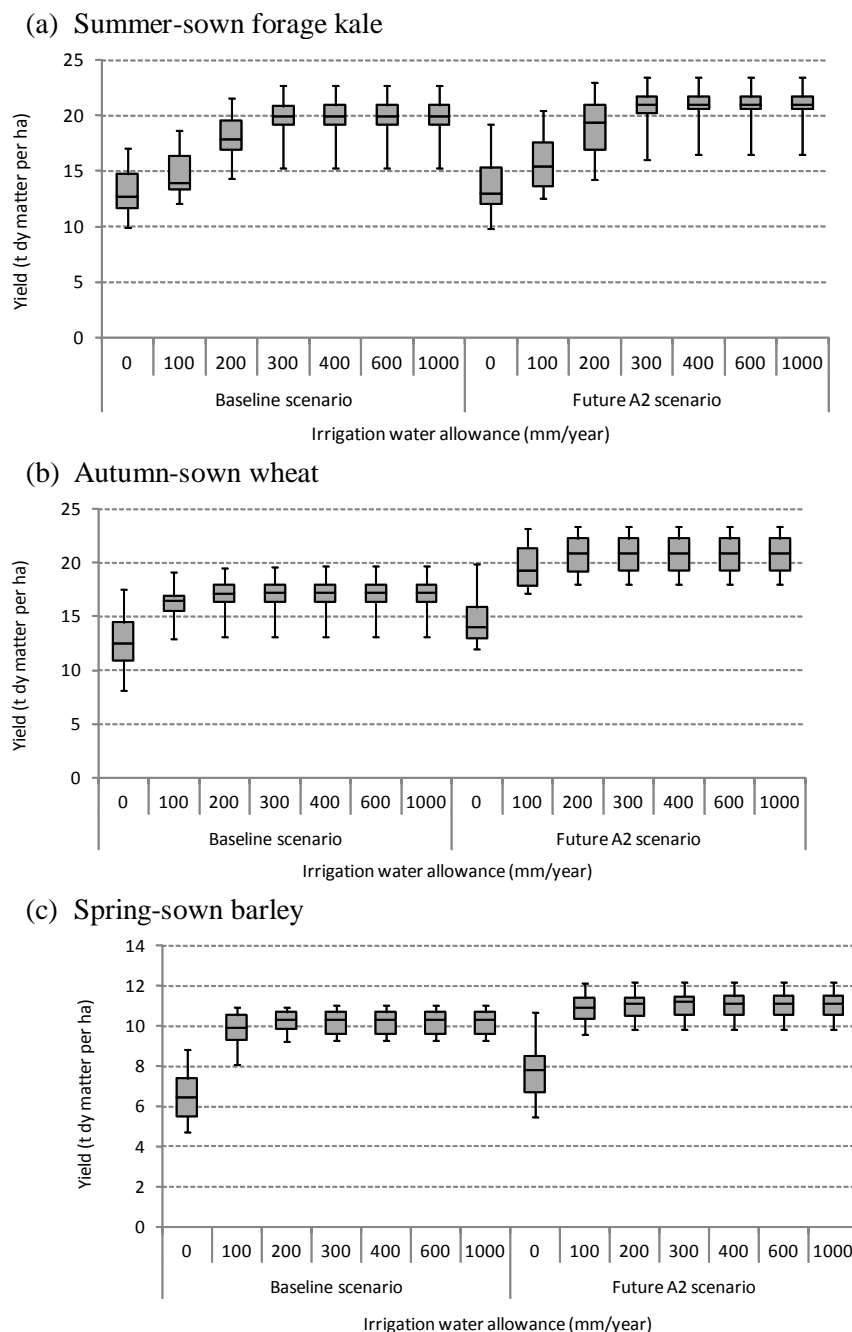 (a) Summer-sown forage kale
25
20
15
10
5
0
Yield (t dy matter per ha)
0 100 200 300 400 600 1000 0 100 200 300 400 600 1000
Baseline scenario Future A2 scenario
Irrigation water allowance (mm/year)
(b) Autumn-sown wheat
25
20
15
10
5
0
Yield (t dy matter per ha)
0 100 200 300 400 600 1000 0 100 200 300 400 600 1000
Baseline scenario Future A2 scenario
Irrigation water allowance (mm/year)
(c) Spring-sown barley
14
12
10
8
6
4
2
0
Yield (t dy matter per ha)
0 100 200 300 400 600 1000 0 100 200 300 400 600 1000
Baseline scenario Future A2 scenario
Irrigation water allowance (mm/year)